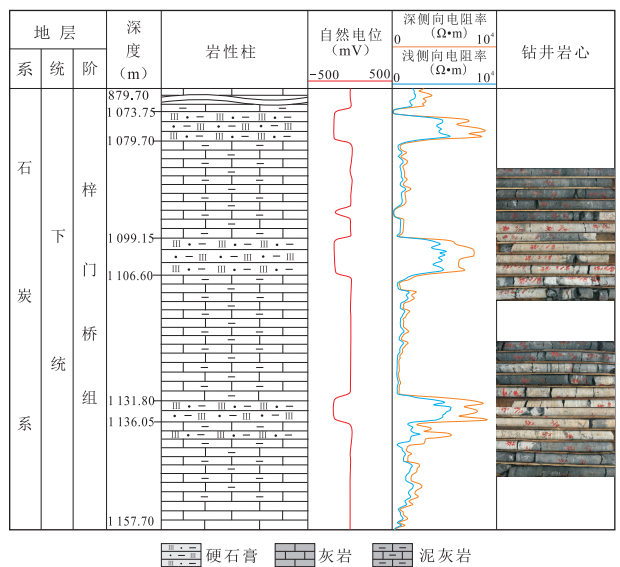 地 层
系
统
阶
深度(m)
岩性柱
自然电位
(mV)
-500 500
深侧向电阻率
(Ω•m)
0 10⁴
浅侧向电阻率
(Ω•m)
0 10⁴
钻井岩心
石炭系
下统
梓门桥组
879.70
1 073.75
1 079.70
1 099.15
1 106.60
1 131.80
1 136.05
1 157.70
硬石膏
灰岩
泥灰岩